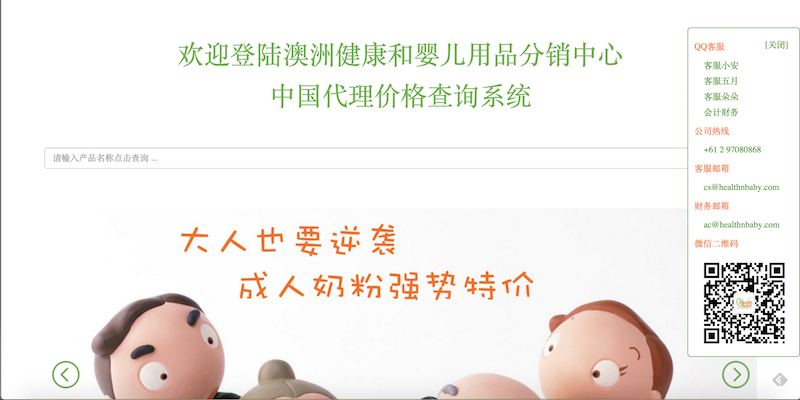 欢迎登陆澳洲健康和婴儿用品分销中心
中国代理价格查询系统
请输入产品名称点击查询 ...
大人也要逆袭
成人奶粉强势特价
QQ客服 [关闭]
客服小安
客服五月
客服朵朵
会计财务
公司热线
+61 2 97080868
客服邮箱
cs@healthnbaby.com
财务邮箱
ac@healthnbaby.com
微信二维码